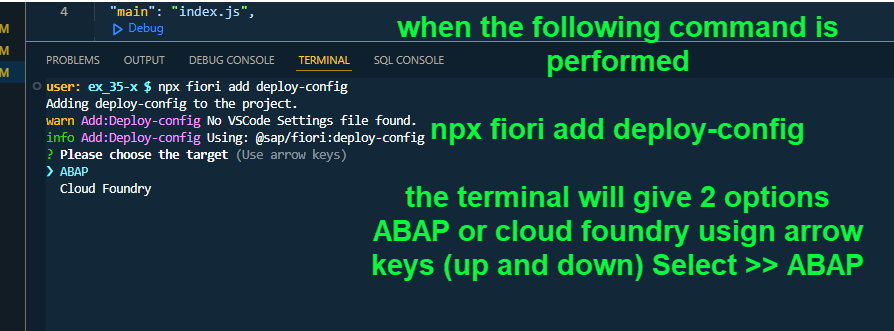 4 "main": "index.js",
Debug
when the following command is
performed
M
M
M
PROBLEMS OUTPUT DEBUG CONSOLE TERMINAL SQL CONSOLE
user: ex_35-x $ npx fiori add deploy-config
Adding deploy-config to the project.
warn Add:Deploy-config No VSCode Settings file found.
info Add:Deploy-config Using: @sap/fiori:deploy-config
? Please choose the target (Use arrow keys)
❯ ABAP
Cloud Foundry
npx fiori add deploy-config
the terminal will give 2 options
ABAP or cloud foundry usign arrow
keys (up and down) Select >> ABAP